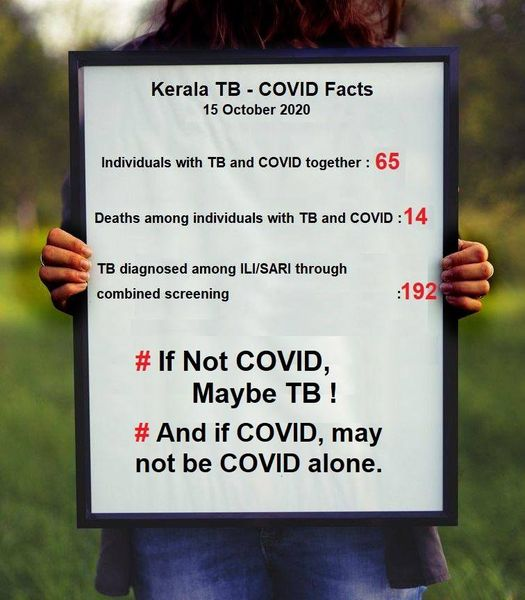 Kerala TB - COVID Facts
15 October 2020
Individuals with TB and COVID together : 65
Deaths among individuals with TB and COVID : 14
TB diagnosed among ILI/SARI through
combined screening :192
# If Not COVID,
Maybe TB !
# And if COVID, may
not be COVID alone.